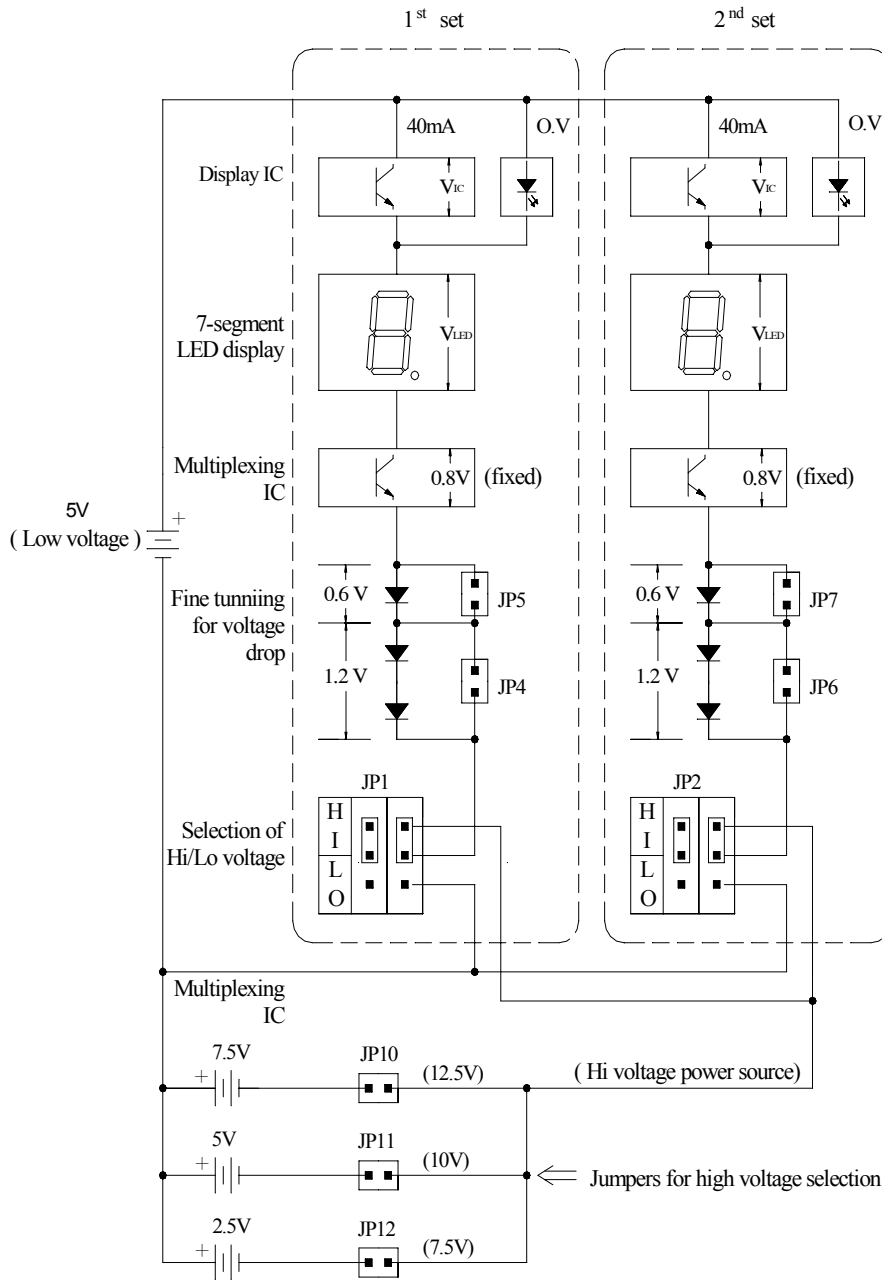 1st set
2nd set
40mA
O.V
40mA
O.V
Display IC
VIC
VIC
7-segment
LED display
VLED
VLED
Multiplexing
IC
0.8V
(fixed)
0.8V
(fixed)
5V
+
( Low voltage )
Fine tunniing
for voltage
drop
0.6 V
JP5
0.6 V
JP7
1.2 V
JP4
1.2 V
JP6
JP1
JP2
Selection of
Hi/Lo voltage
H
I
L
O
H
I
L
O
Multiplexing
IC
7.5V
+
JP10
(12.5V)
( Hi voltage power source)
5V
+
JP11
(10V)
Jumpers for high voltage selection
2.5V
+
JP12
(7.5V)